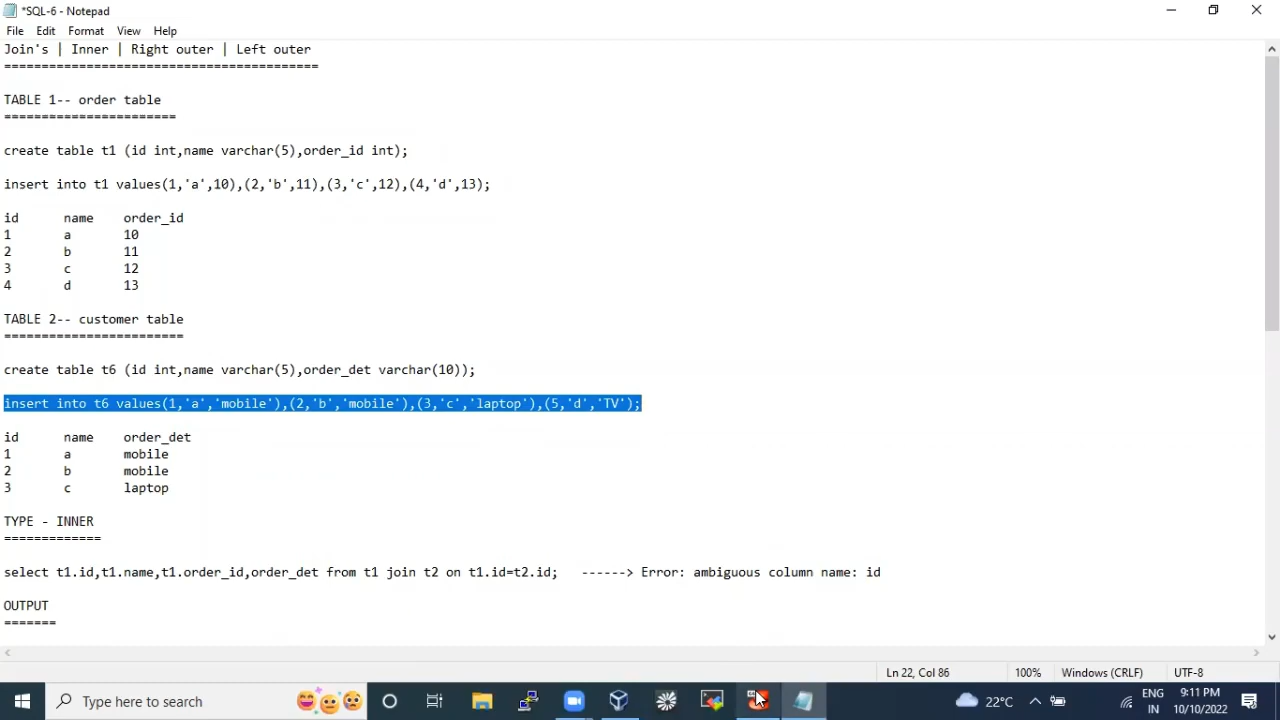 *SQL-6 - Notepad
File Edit Format View Help
Join's | Inner | Right outer | Left outer
==========================================
TABLE 1-- order table
=======================
create table t1 (id int,name varchar(5),order_id int);
insert into t1 values(1,'a',10),(2,'b',11),(3,'c',12),(4,'d',13);
id name order_id
1 a 10
2 b 11
3 c 12
4 d 13
TABLE 2-- customer table
========================
create table t6 (id int,name varchar(5),order_det varchar(10));
insert into t6 values(1,'a','mobile'),(2,'b','mobile'),(3,'c','laptop'),(5,'d','TV');
id name order_det
1 a mobile
2 b mobile
3 c laptop
TYPE - INNER
=============
select t1.id,t1.name,t1.order_id,order_det from t1 join t2 on t1.id=t2.id; ------> Error: ambiguous column name: id
OUTPUT
=======
Ln 22, Col 86 100% Windows (CRLF) UTF-8
Type here to search
22°C
ENG
IN
9:11 PM
10/10/2022